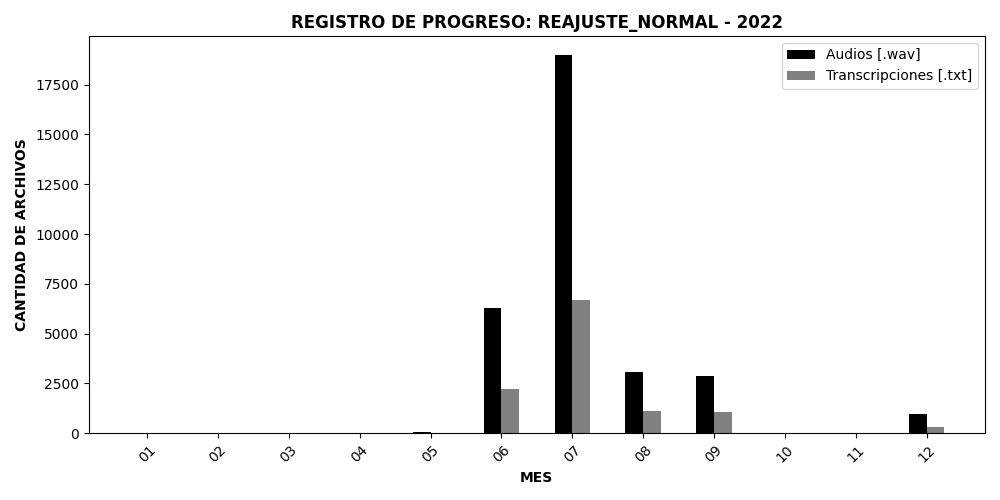 REGISTRO DE PROGRESO: REAJUSTE_NORMAL - 2022
Audios [.wav]
Transcripciones [.txt]
CANTIDAD DE ARCHIVOS
17500
15000
12500
10000
7500
5000
2500
0
01 02 03 04 05 06 07 08 09 10 11 12
MES